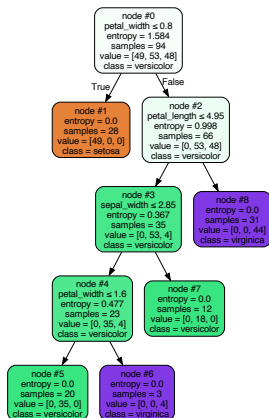 node #0
petal_width ≤ 0.8
entropy = 1.584
samples = 94
value = [49, 53, 48]
class = versicolor
True
False
node #1
entropy = 0.0
samples = 28
value = [49, 0, 0]
class = setosa
node #2
petal_length ≤ 4.95
entropy = 0.998
samples = 66
value = [0, 53, 48]
class = versicolor
node #3
sepal_width ≤ 2.85
entropy = 0.367
samples = 35
value = [0, 53, 4]
class = versicolor
node #8
entropy = 0.0
samples = 31
value = [0, 0, 44]
class = virginica
node #4
petal_width ≤ 1.6
entropy = 0.477
samples = 23
value = [0, 35, 4]
class = versicolor
node #7
entropy = 0.0
samples = 12
value = [0, 18, 0]
class = versicolor
node #5
entropy = 0.0
samples = 20
value = [0, 35, 0]
class = versicolor
node #6
entropy = 0.0
samples = 3
value = [0, 0, 4]
class = virginica